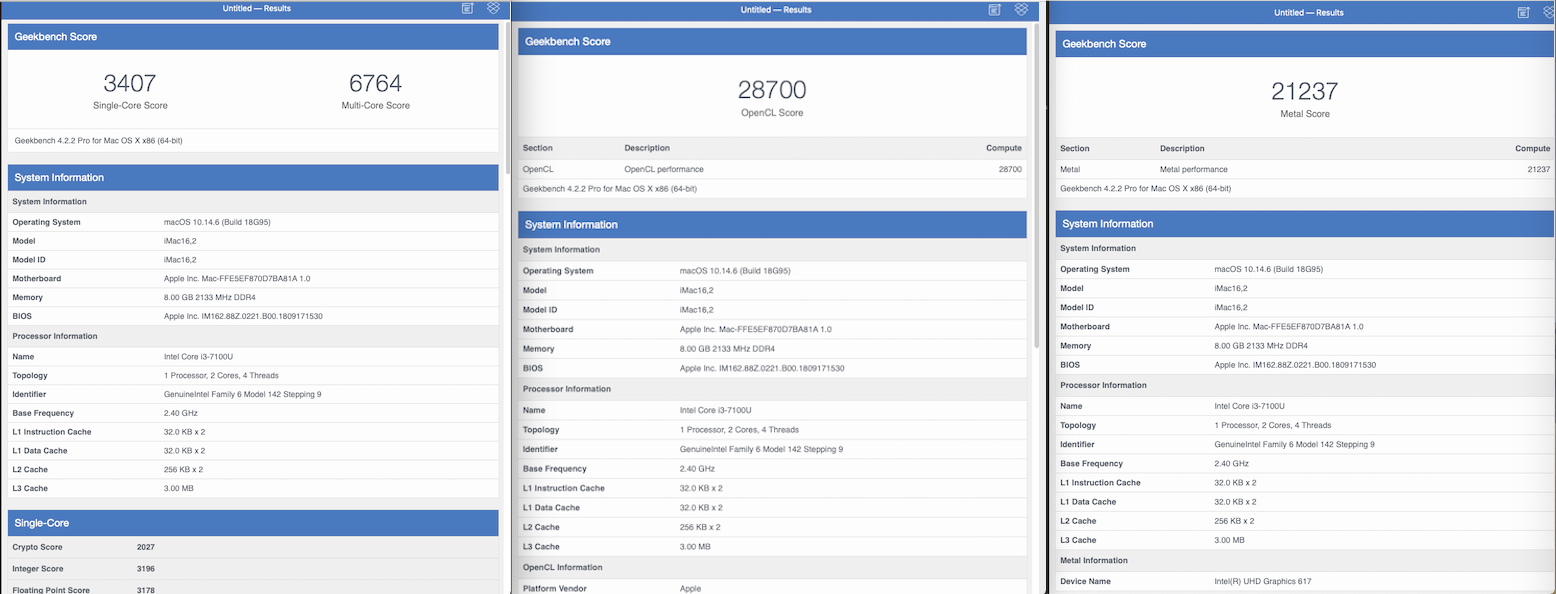 Untitled — Results
Geekbench Score
3407
Single-Core Score
6764
Multi-Core Score
Geekbench 4.2.2 Pro for Mac OS X x86 (64-bit)
System Information
System Information
Operating System macOS 10.14.6 (Build 18G95)
Model iMac16,2
Model ID iMac16,2
Motherboard Apple Inc. Mac-FFE5EF870D7BA81A 1.0
Memory 8.00 GB 2133 MHz DDR4
BIOS Apple Inc. IM162.88Z.0221.B00.1809171530
Processor Information
Name Intel Core i3-7100U
Topology 1 Processor, 2 Cores, 4 Threads
Identifier GenuineIntel Family 6 Model 142 Stepping 9
Base Frequency 2.40 GHz
L1 Instruction Cache 32.0 KB x 2
L1 Data Cache 32.0 KB x 2
L2 Cache 256 KB x 2
L3 Cache 3.00 MB
Single-Core
Crypto Score 2027
Integer Score 3196
Floating Point Score 3178
Untitled — Results
Geekbench Score
28700
OpenCL Score
Section Description Compute
OpenCL OpenCL performance 28700
Geekbench 4.2.2 Pro for Mac OS X x86 (64-bit)
System Information
System Information
Operating System macOS 10.14.6 (Build 18G95)
Model iMac16,2
Model ID iMac16,2
Motherboard Apple Inc. Mac-FFE5EF870D7BA81A 1.0
Memory 8.00 GB 2133 MHz DDR4
BIOS Apple Inc. IM162.88Z.0221.B00.1809171530
Processor Information
Name Intel Core i3-7100U
Topology 1 Processor, 2 Cores, 4 Threads
Identifier GenuineIntel Family 6 Model 142 Stepping 9
Base Frequency 2.40 GHz
L1 Instruction Cache 32.0 KB x 2
L1 Data Cache 32.0 KB x 2
L2 Cache 256 KB x 2
L3 Cache 3.00 MB
OpenCL Information
Platform Vendor Apple
Untitled — Results
Geekbench Score
21237
Metal Score
Section Description Compute
Metal Metal performance 21237
Geekbench 4.2.2 Pro for Mac OS X x86 (64-bit)
System Information
System Information
Operating System macOS 10.14.6 (Build 18G95)
Model iMac16,2
Model ID iMac16,2
Motherboard Apple Inc. Mac-FFE5EF870D7BA81A 1.0
Memory 8.00 GB 2133 MHz DDR4
BIOS Apple Inc. IM162.88Z.0221.B00.1809171530
Processor Information
Name Intel Core i3-7100U
Topology 1 Processor, 2 Cores, 4 Threads
Identifier GenuineIntel Family 6 Model 142 Stepping 9
Base Frequency 2.40 GHz
L1 Instruction Cache 32.0 KB x 2
L1 Data Cache 32.0 KB x 2
L2 Cache 256 KB x 2
L3 Cache 3.00 MB
Metal Information
Device Name Intel(R) UHD Graphics 617